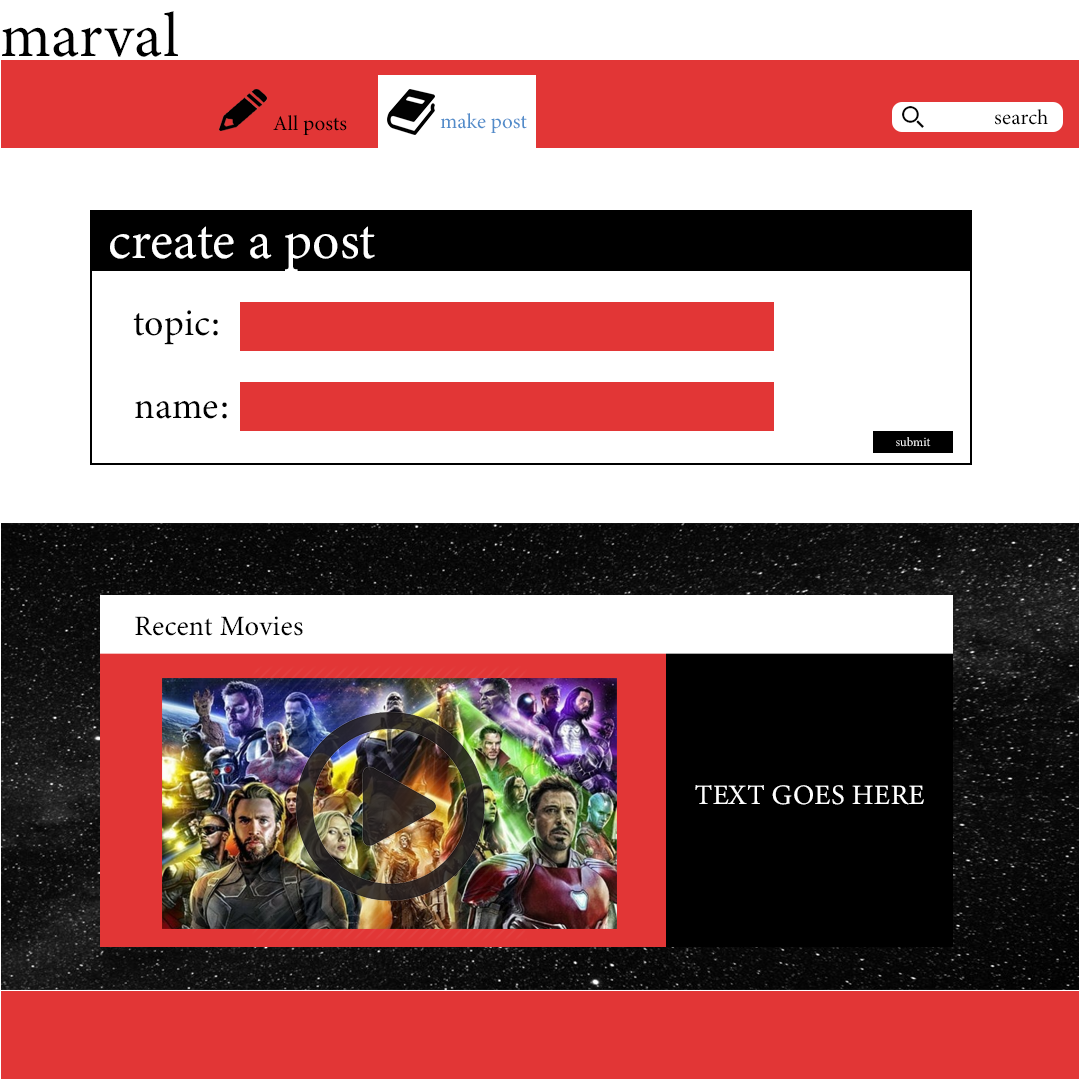 marval
All posts
make post
search
create a post
topic:
name:
submit
Recent Movies
TEXT GOES HERE